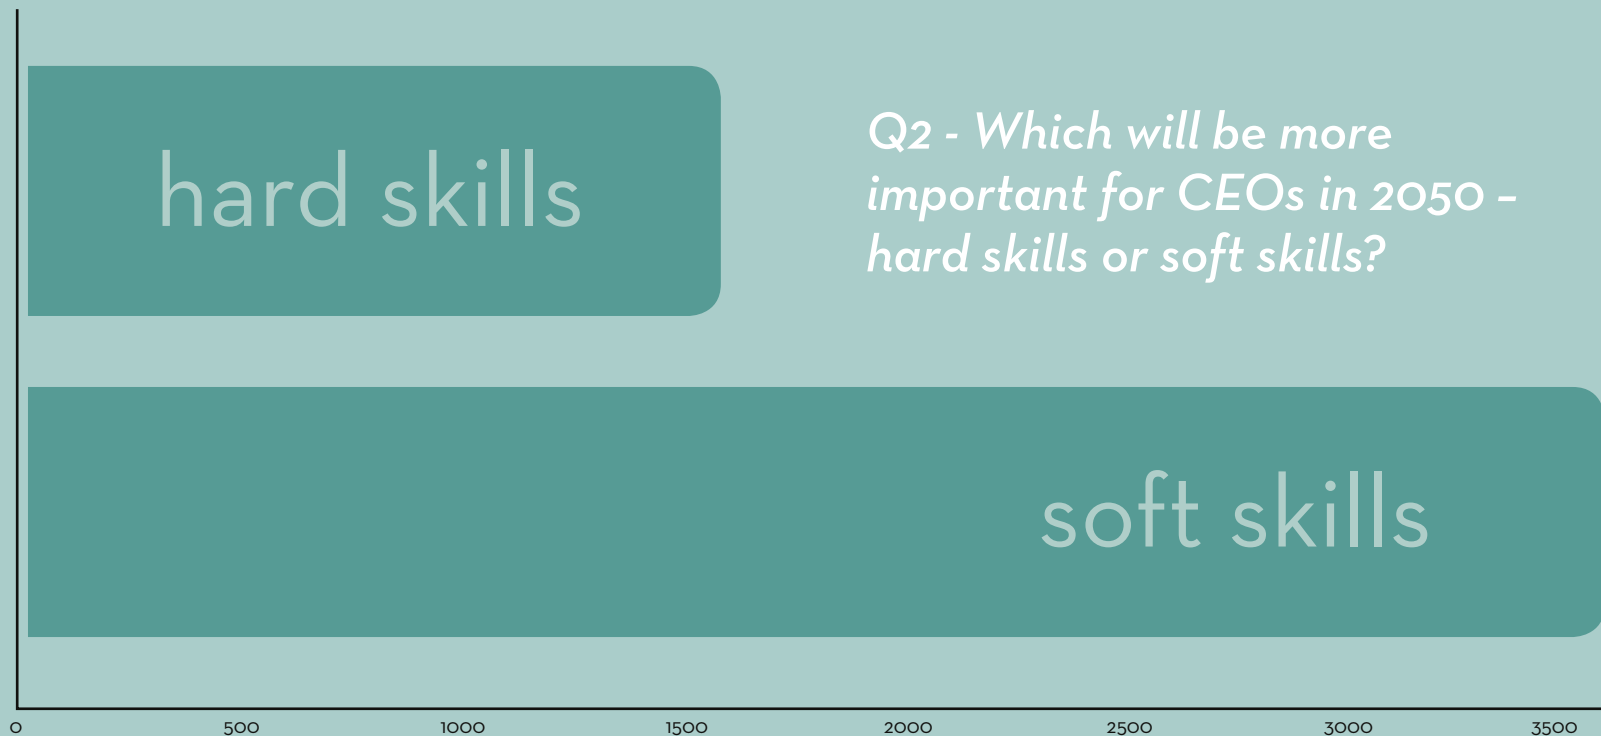 hard skills
Q2 - Which will be more
important for CEOs in 2050 –
hard skills or soft skills?
soft skills
0 500 1000 1500 2000 2500 3000 3500